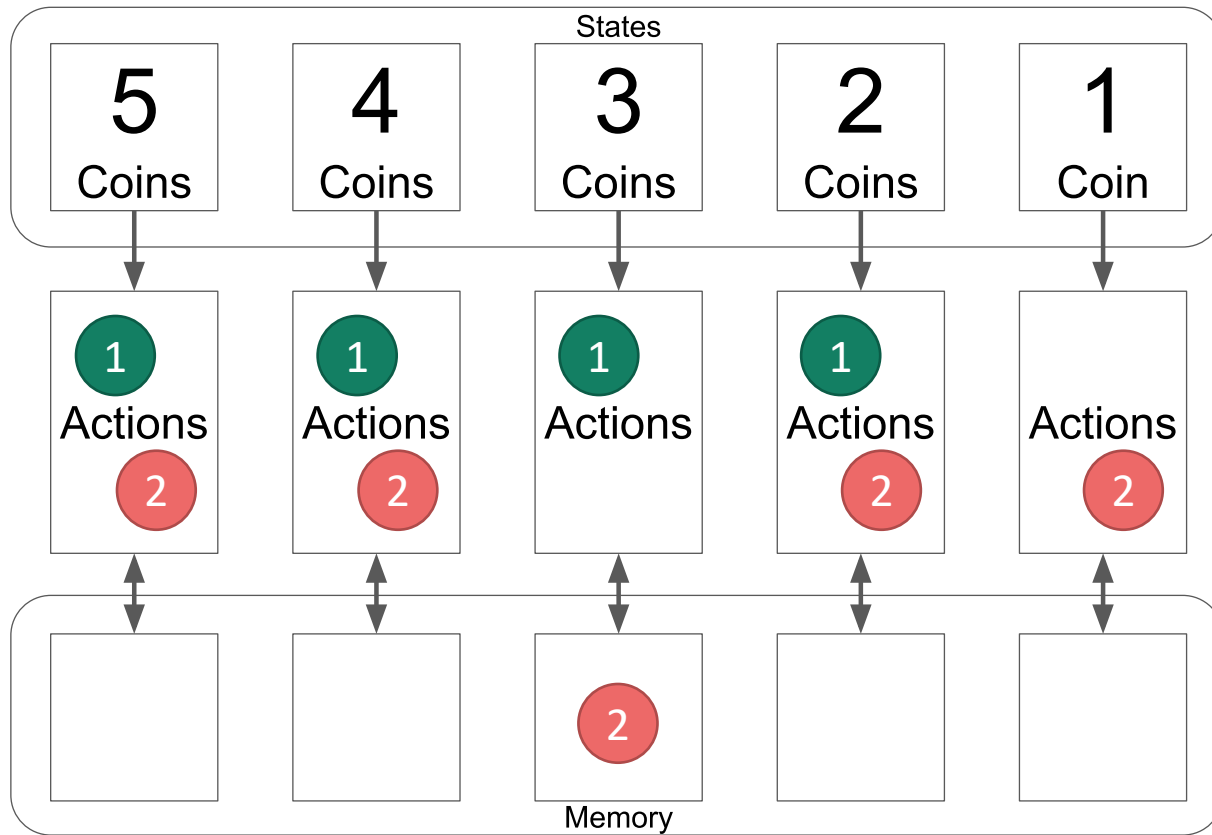 States
5 4 3 2 1
Coins Coins Coins Coins Coin
1 1 1 1
Actions Actions Actions Actions Actions
2 2 2 2
2
Memory